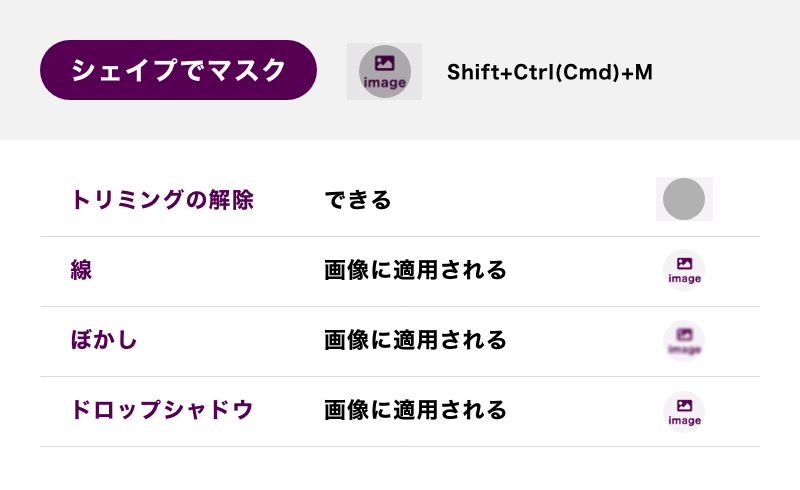 シェイプでマスク
image
Shift+Ctrl(Cmd)+M
トリミングの解除 できる
線 画像に適用される
image
ぼかし 画像に適用される
image
ドロップシャドウ 画像に適用される
image